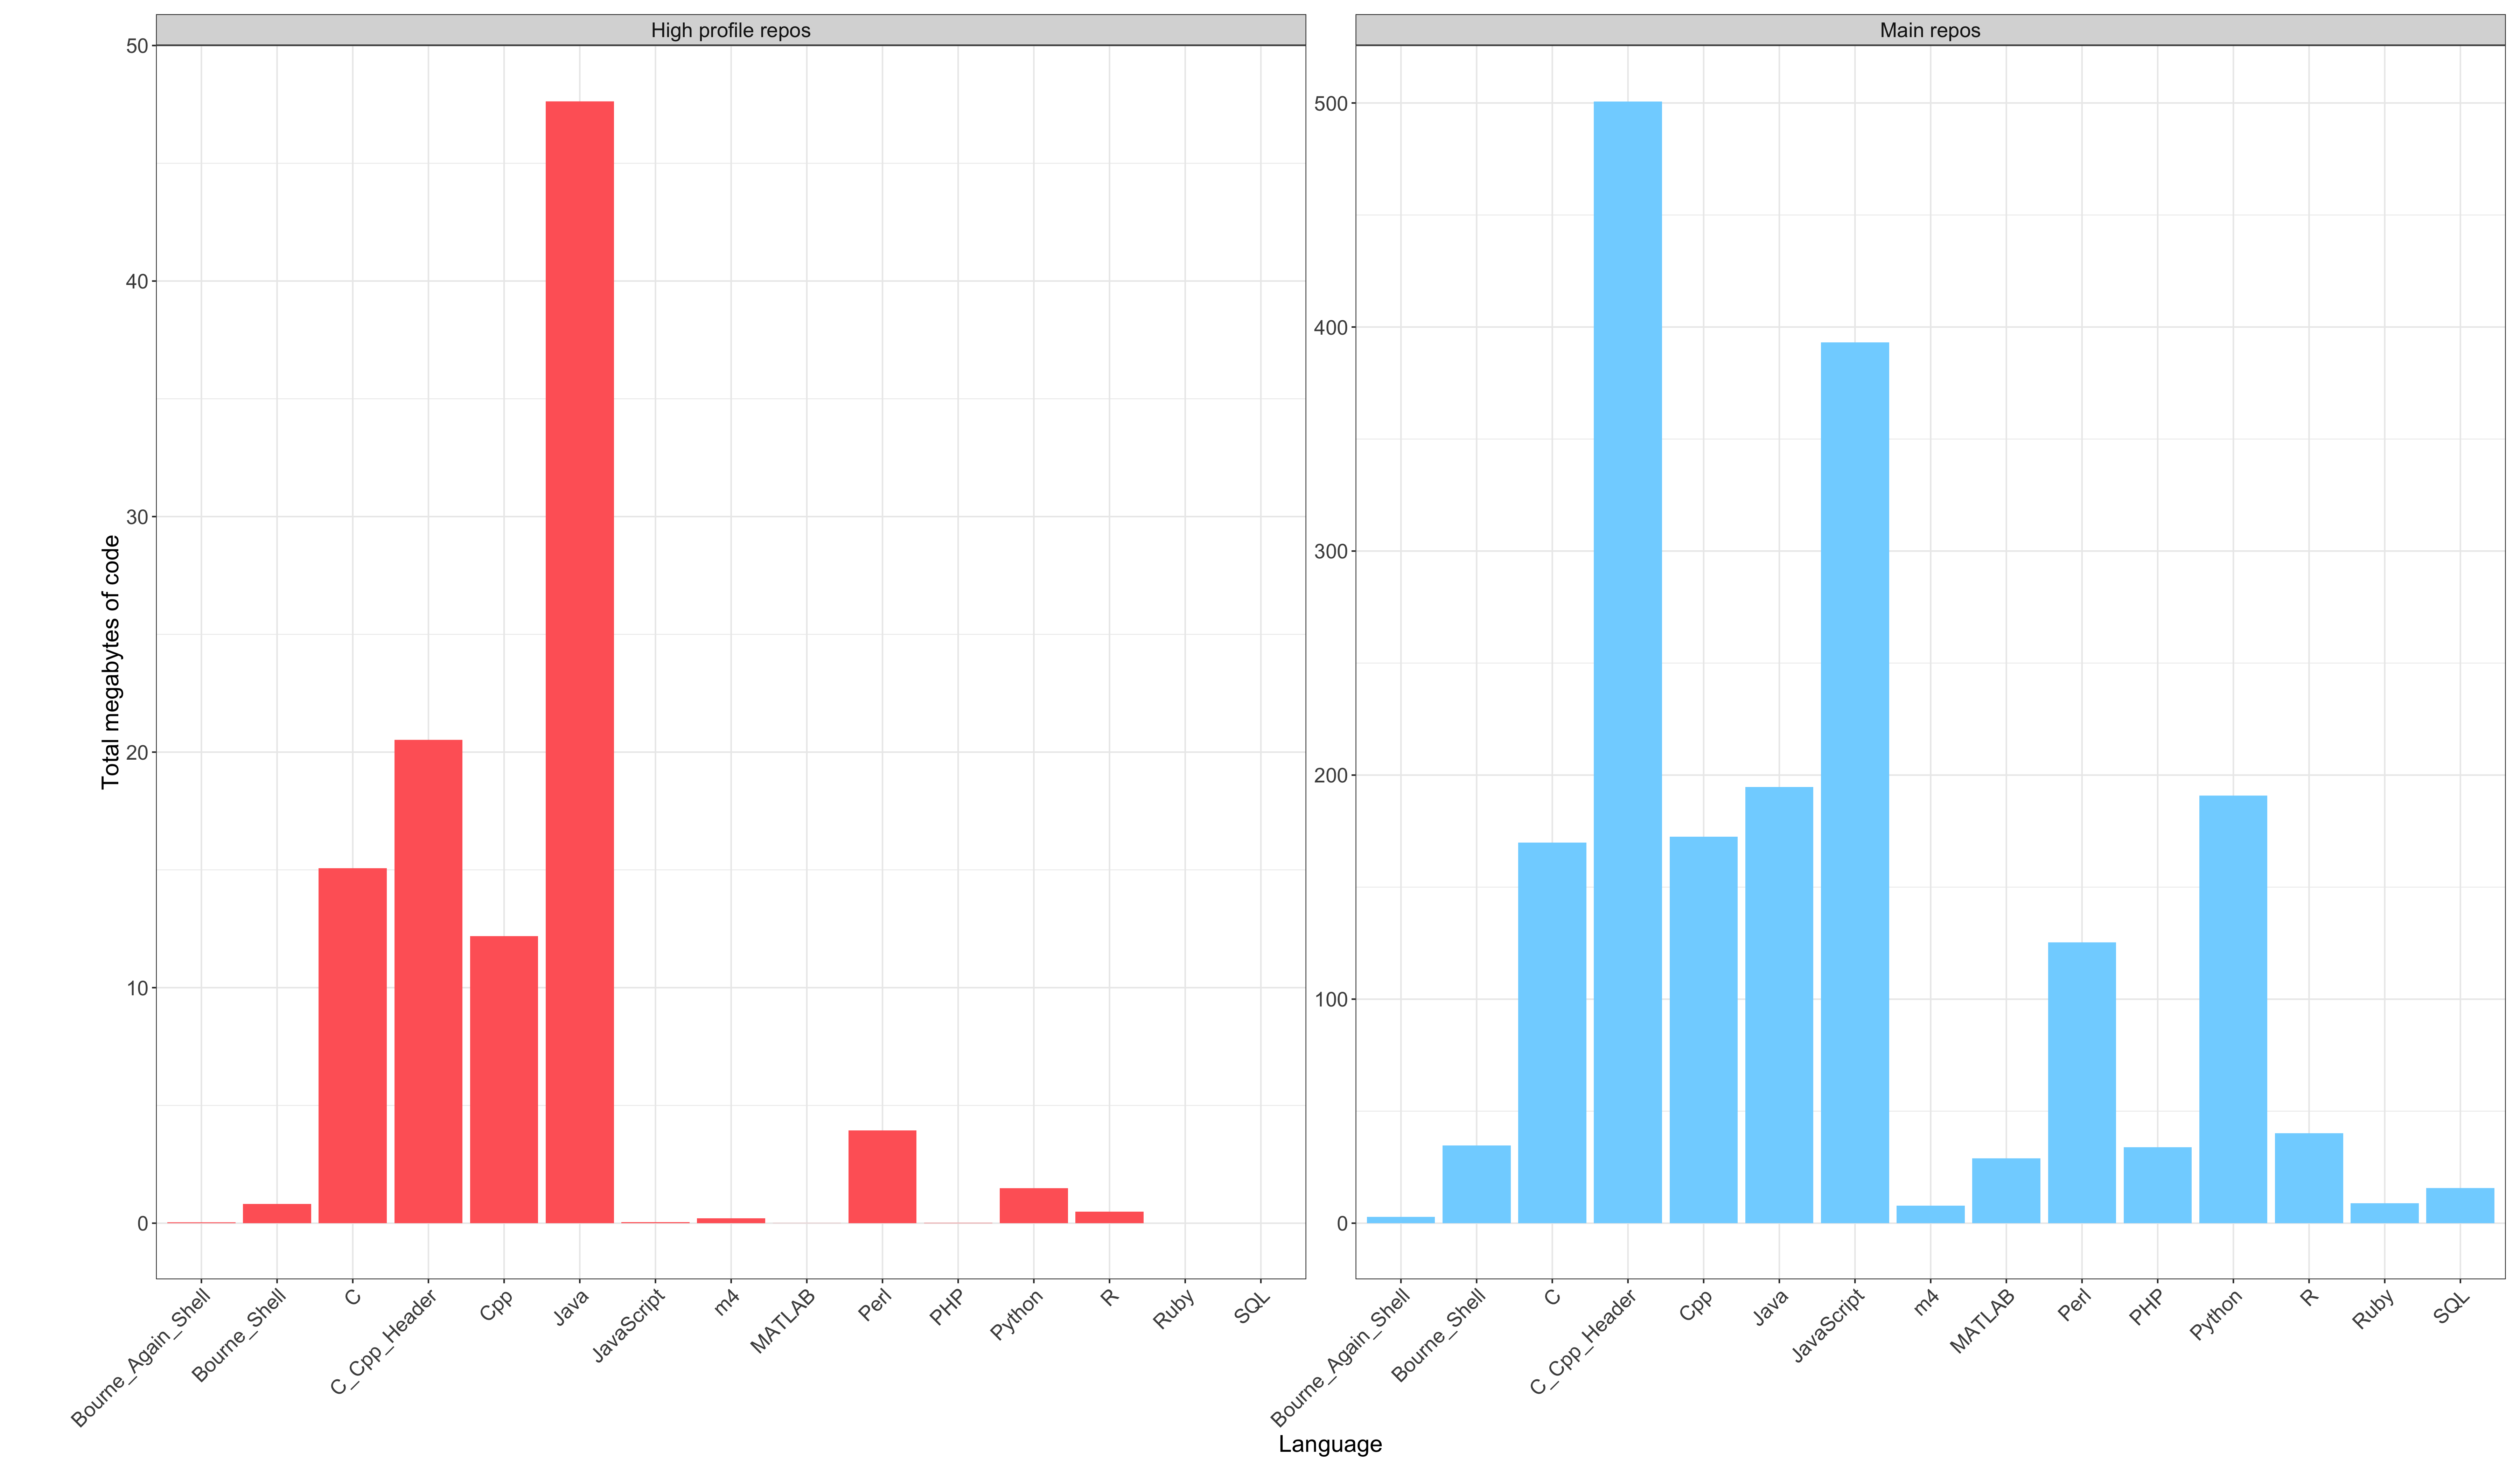 High profile repos
Main repos
Total megabytes of code
50
40
30
20
10
0
500
400
300
200
100
0
Bourne_Again_Shell
Bourne_Shell
C
C_Cpp_Header
Cpp
Java
JavaScript
m4
MATLAB
Perl
PHP
Python
R
Ruby
SQL
Bourne_Again_Shell
Bourne_Shell
C
C_Cpp_Header
Cpp
Java
JavaScript
m4
MATLAB
Perl
PHP
Python
R
Ruby
SQL
Language